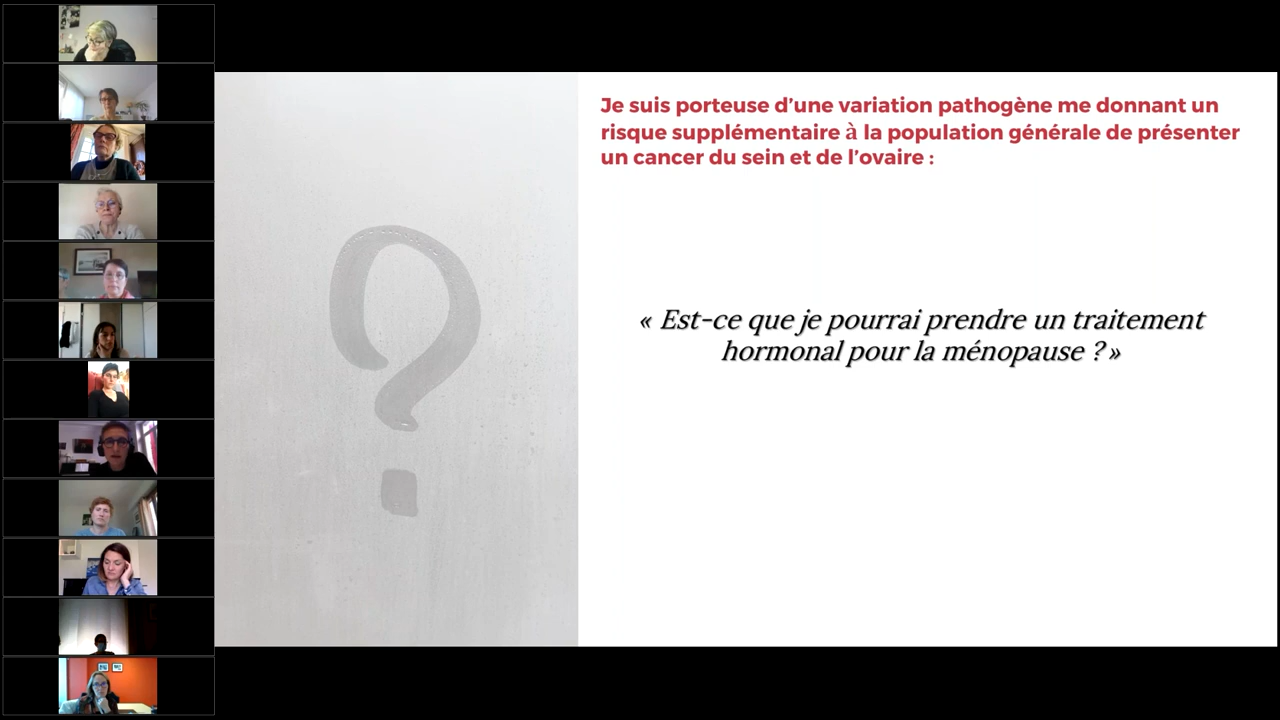 Je suis porteuse d’une variation pathogène me donnant un
risque supplémentaire à la population générale de présenter
un cancer du sein et de l’ovaire :
« Est-ce que je pourrai prendre un traitement
hormonal pour la ménopause ? »